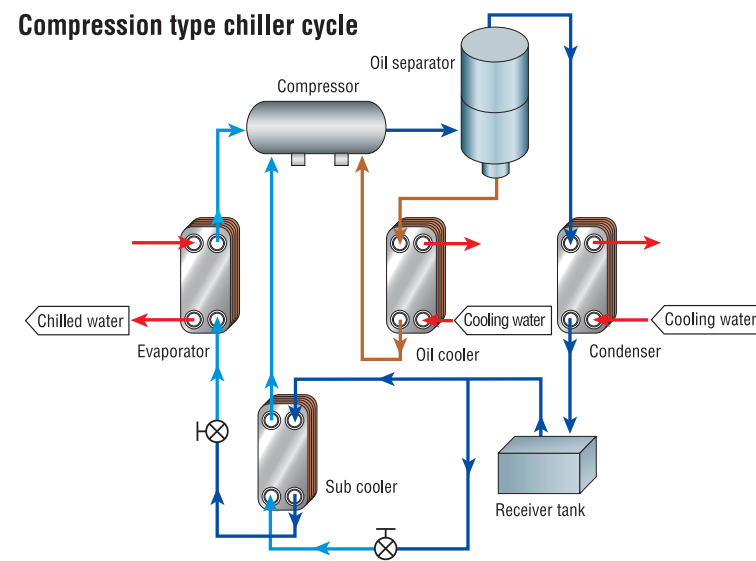 Compression type chiller cycle
Oil separator
Compressor
Chilled water
Cooling water
Cooling water
Evaporator
Oil cooler
Condenser
Sub cooler
Receiver tank